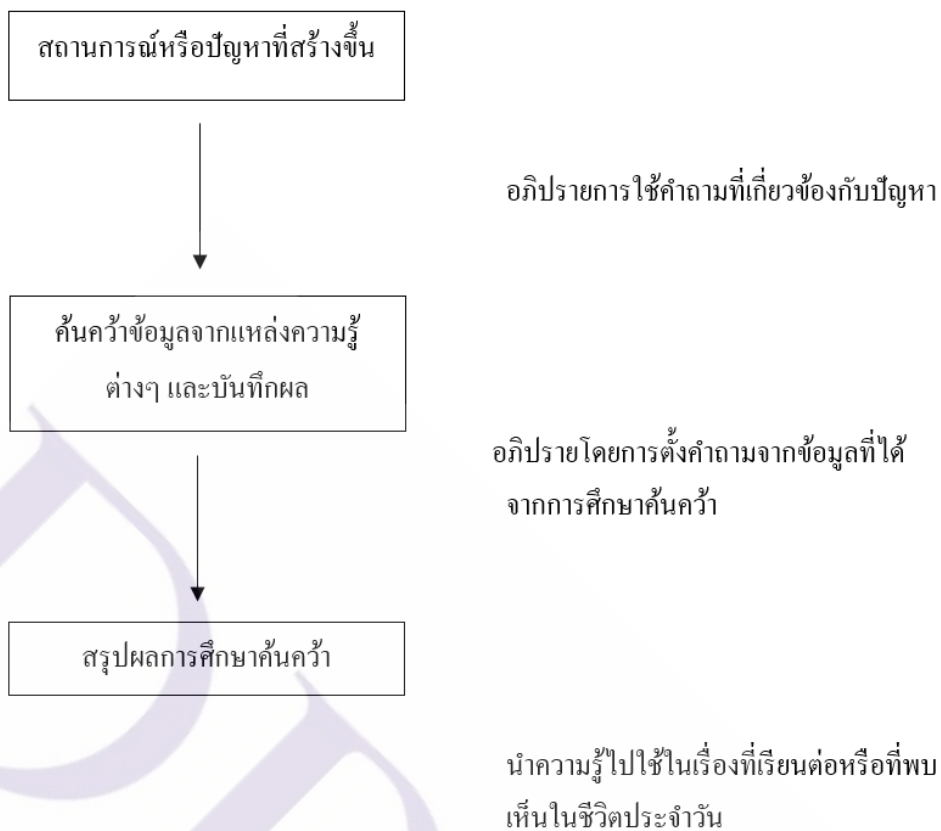 สถานการณ์หรือปัญหาที่สร้างขึ้น
อภิปรายการใช้คำถามที่เกี่ยวข้องกับปัญหา
ค้นคว้าข้อมูลจากแหล่งความรู้
ต่างๆ และบันทึกผล
อภิปรายโดยการตั้งคำถามจากข้อมูลที่ได้
จากการศึกษาค้นคว้า
สรุปผลการศึกษาค้นคว้า
นำความรู้ไปใช้ในเรื่องที่เรียนต่อหรือที่พบ
เห็นในชีวิตประจำวัน